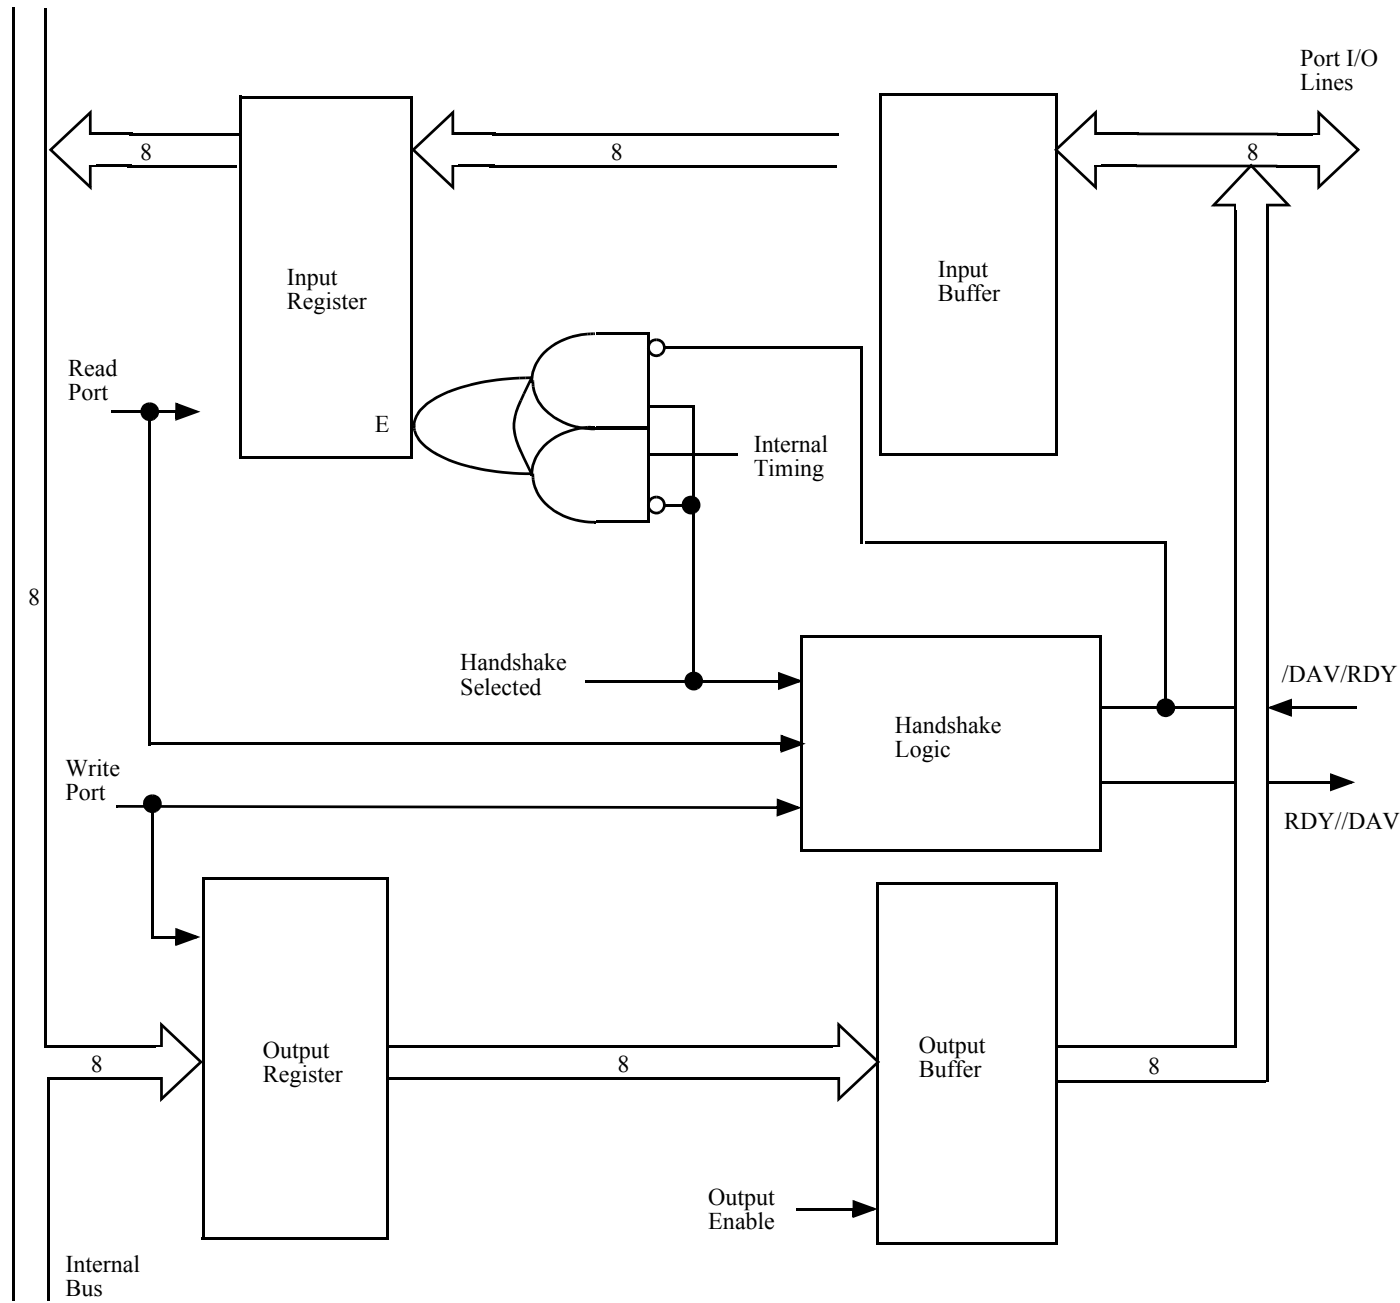 Port I/O
Lines
8
8
8
Input
Register
Input
Buffer
Read
Port
E
Internal
Timing
8
Handshake
Selected
/DAV/RDY
Handshake
Logic
Write
Port
RDY//DAV
Output
Register
Output
Buffer
8
8
8
Output
Enable
Internal
Bus